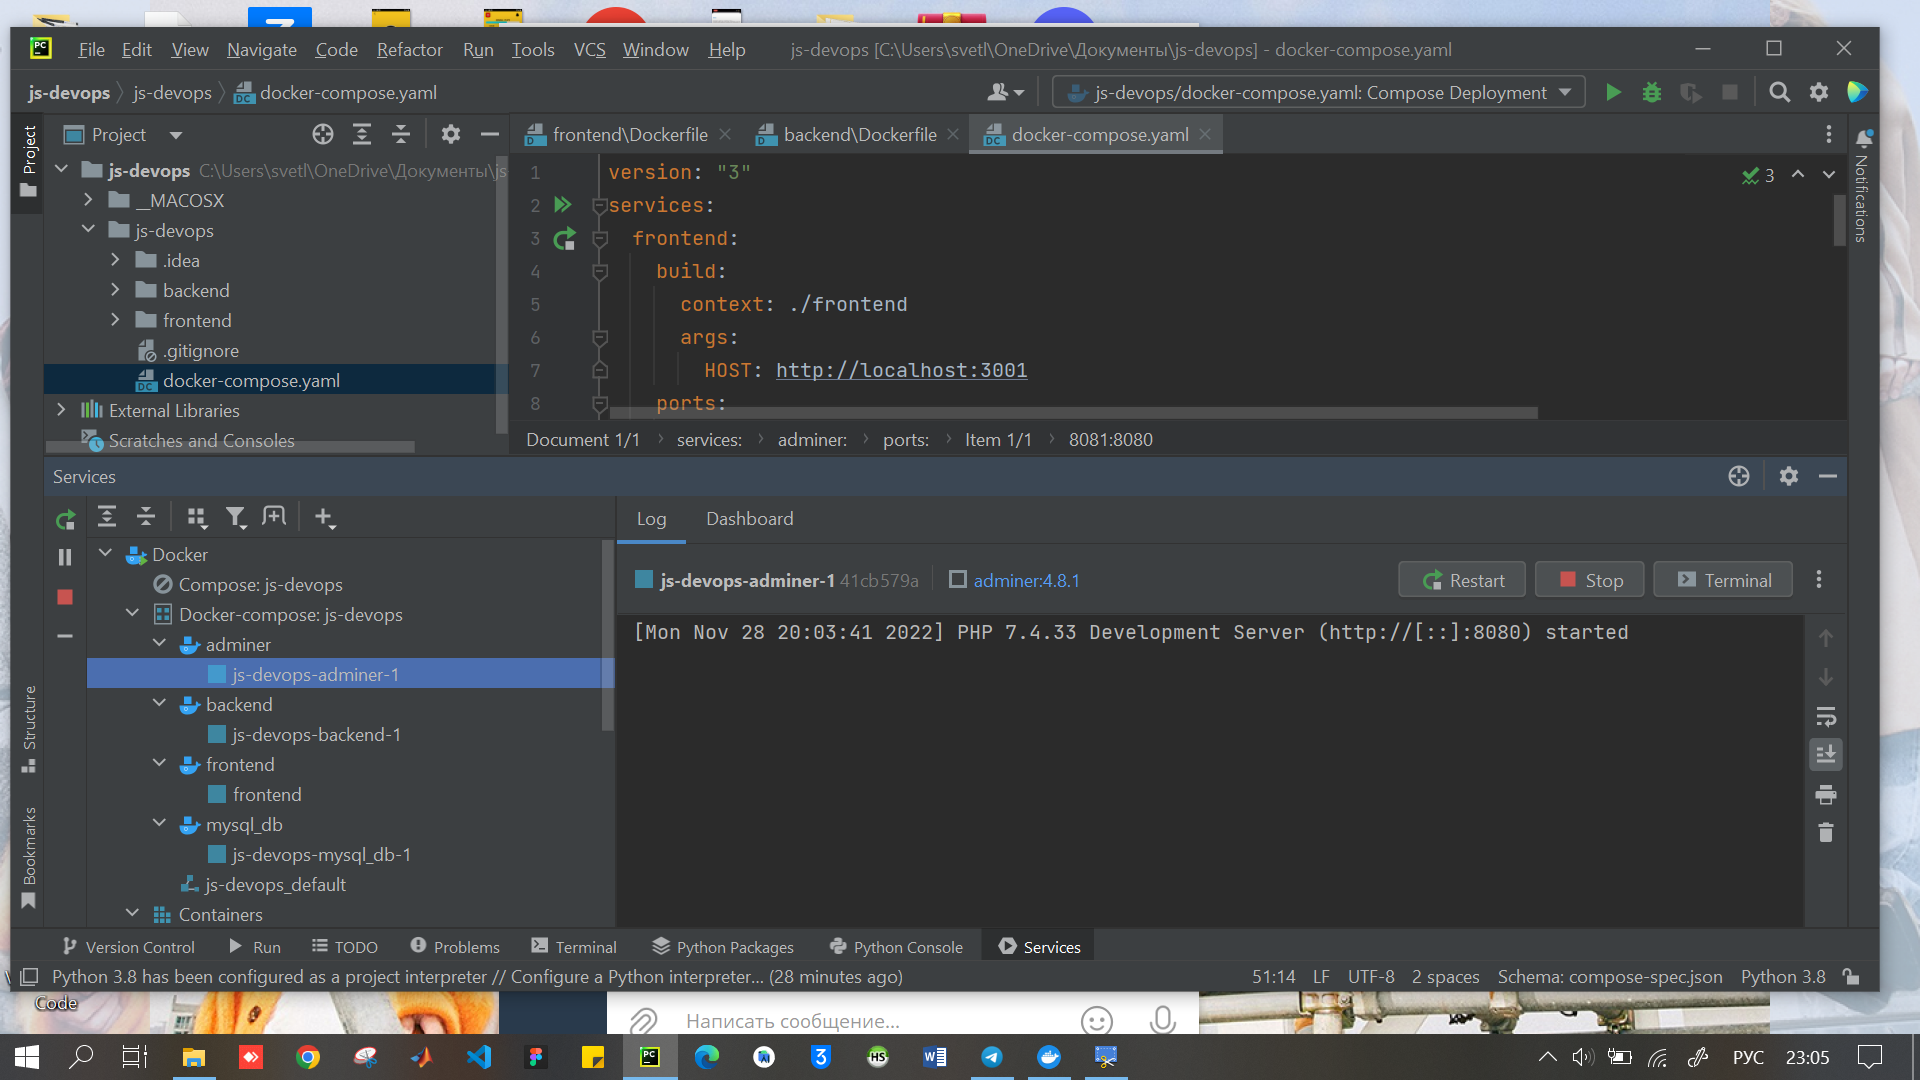 File Edit View Navigate Code Refactor Run Tools VCS Window Help js-devops [C:\Users\svetl\OneDrive\Документы\js-devops] - docker-compose.yaml
js-devops js-devops docker-compose.yaml js-devops/docker-compose.yaml: Compose Deployment
Project
Project
frontend\Dockerfile backend\Dockerfile docker-compose.yaml
Notifications
js-devops C:\Users\svetl\OneDrive\Документы\js
__MACOSX
js-devops
.idea
backend
frontend
.gitignore
docker-compose.yaml
External Libraries
Scratches and Consoles
1 version: "3"
2 services:
3 frontend:
4 build:
5 context: ./frontend
6 args:
7 HOST: http://localhost:3001
8 ports:
3
Document 1/1 services: adminer: ports: Item 1/1 8081:8080
Services
Log Dashboard
Docker
Compose: js-devops
Docker-compose: js-devops
adminer
js-devops-adminer-1
backend
js-devops-backend-1
frontend
frontend
mysql_db
js-devops-mysql_db-1
js-devops_default
Containers
js-devops-adminer-1 41cb579a adminer:4.8.1 Restart Stop Terminal
[Mon Nov 28 20:03:41 2022] PHP 7.4.33 Development Server (http://[::]:8080) started
Structure
Bookmarks
Version Control Run TODO Problems Terminal Python Packages Python Console Services
Python 3.8 has been configured as a project interpreter // Configure a Python interpreter... (28 minutes ago) 51:14 LF UTF-8 2 spaces Schema: compose-spec.json Python 3.8
Code
Написать сообщение...
РУС 23:05